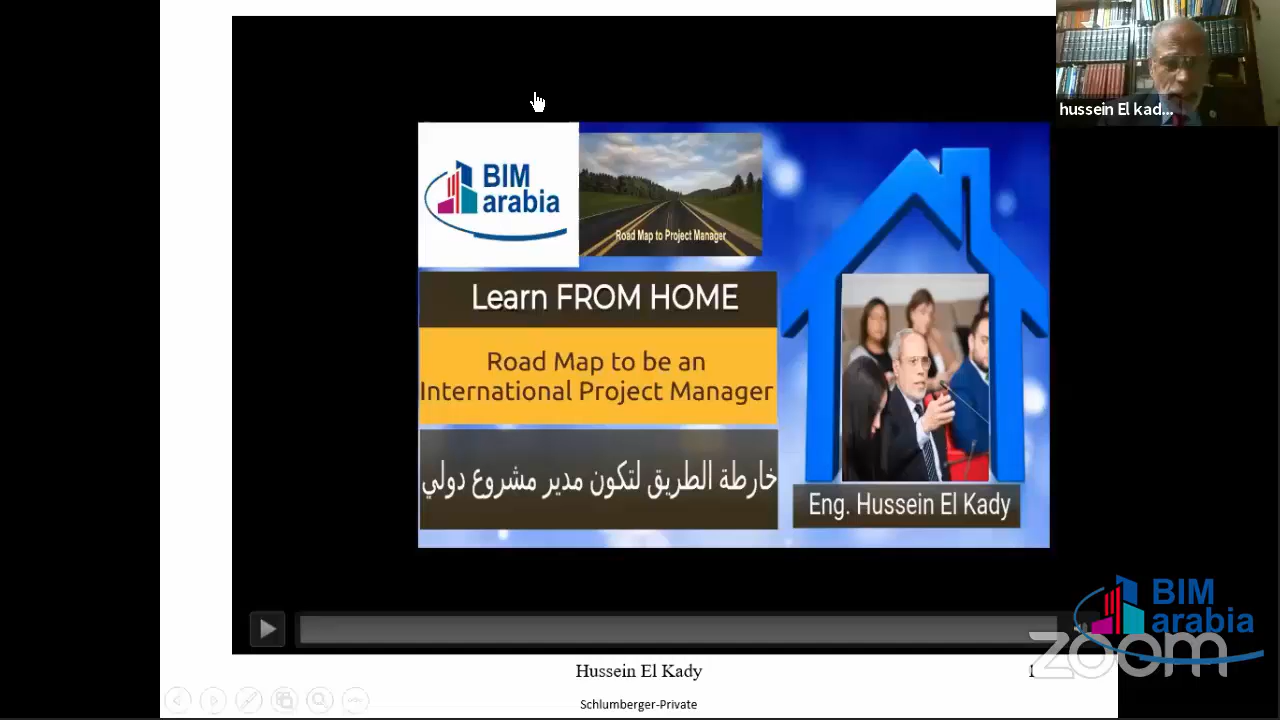 hussein El kad...
BIM
arabia
Road Map to Project Manager
Learn FROM HOME
Road Map to be an
International Project Manager
خارطة الطريق لتكون مدير مشروع دولي
Eng. Hussein El Kady
BIM
arabia
zoom
Hussein El Kady
1
Schlumberger-Private